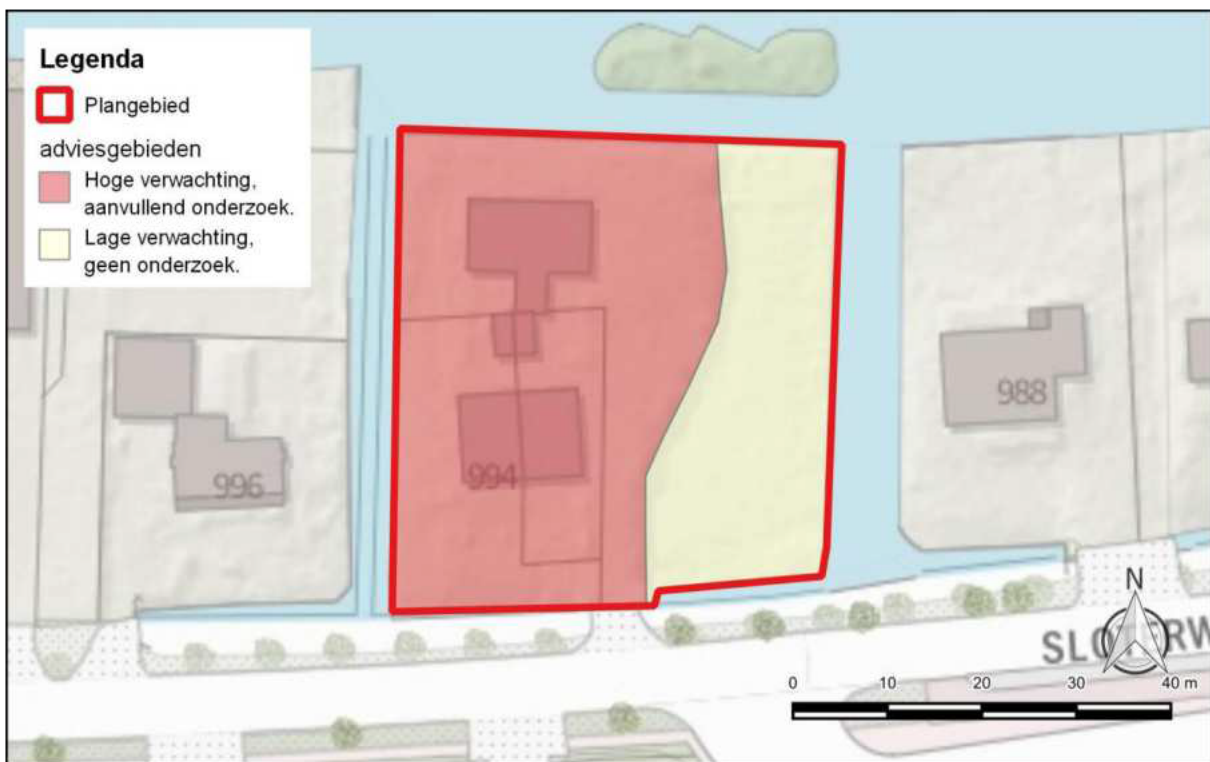 Legenda
Plangebied
adviesgebieden
Hoge verwachting,
aanvullend onderzoek.
Lage verwachting,
geen onderzoek.
996
994
988
N
0 10 20 30 40 m